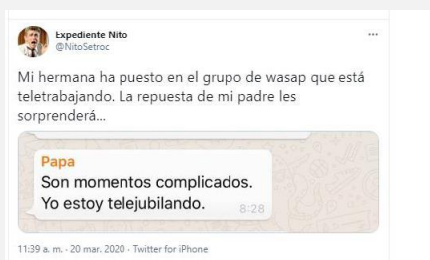 Expediente Nito
@NitoSetroc
Mi hermana ha puesto en el grupo de wasap que está
teletrabajando. La repuesta de mi padre les
sorprenderá...
Papa
Son momentos complicados.
Yo estoy telejubilando.
8:28
11:39 a. m. · 20 mar. 2020 · Twitter for iPhone